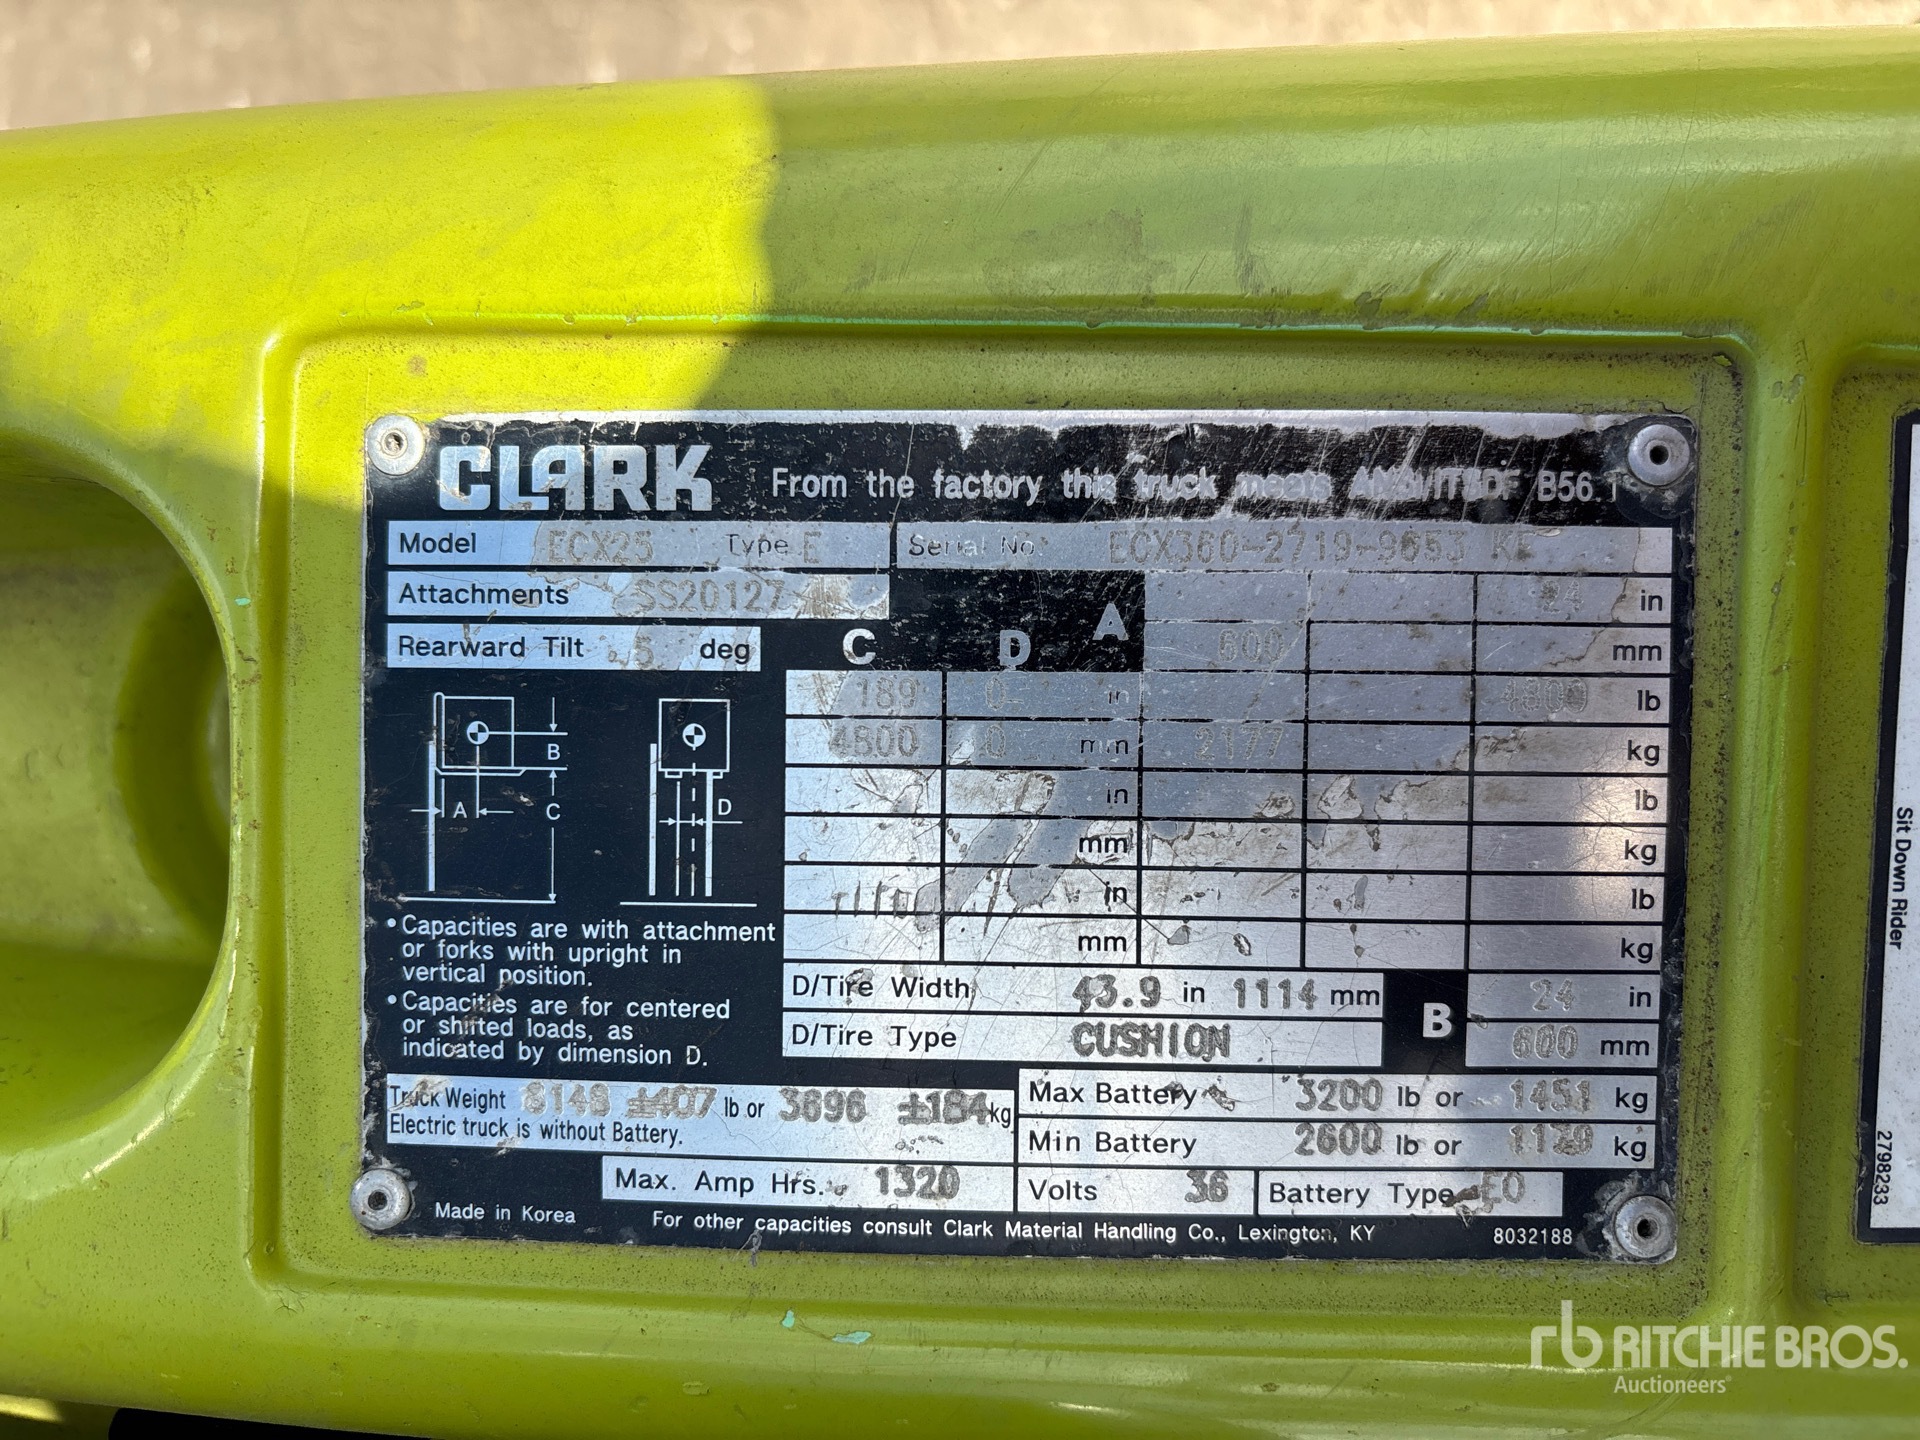 CLARK From the factory this truck meets ANSI/ITSDF B56.1
Model ECX25 Type E Serial No. ECX360-2719-9653 KF
Attachments SS20127 A 24 in
Rearward Tilt 5 deg C D 600 mm
189 0 in 4800 lb
4800 0 mm 2177 kg
in lb
mm kg
in lb
mm kg
A B C D
• Capacities are with attachment
or forks with upright in
vertical position.
• Capacities are for centered
or shifted loads, as
indicated by dimension D.
D/Tire Width 43.9 in 1114 mm B 24 in
D/Tire Type CUSHION 600 mm
Truck Weight 8148 ±407 lb or 3696 ±184 kg
Electric truck is without Battery.
Max Battery 3200 lb or 1451 kg
Min Battery 2600 lb or 1179 kg
Max. Amp Hrs. 1320 Volts 36 Battery Type EO
Made in Korea For other capacities consult Clark Material Handling Co., Lexington, KY 8032188
Sit Down Rider
2798233
rb RITCHIE BROS.
Auctioneers